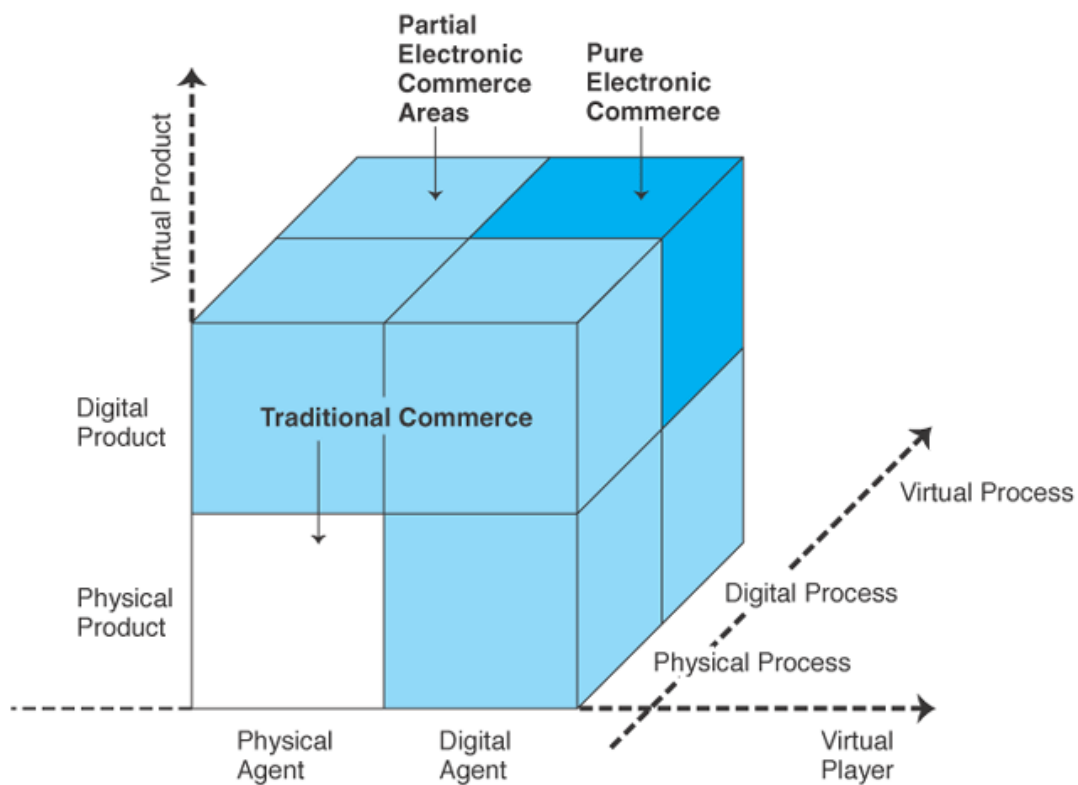 Partial
Electronic
Commerce
Areas
Pure
Electronic
Commerce
Virtual Product
Digital
Product
Traditional Commerce
Virtual Process
Physical
Product
Digital Process
Physical Process
Physical
Agent
Digital
Agent
Virtual
Player